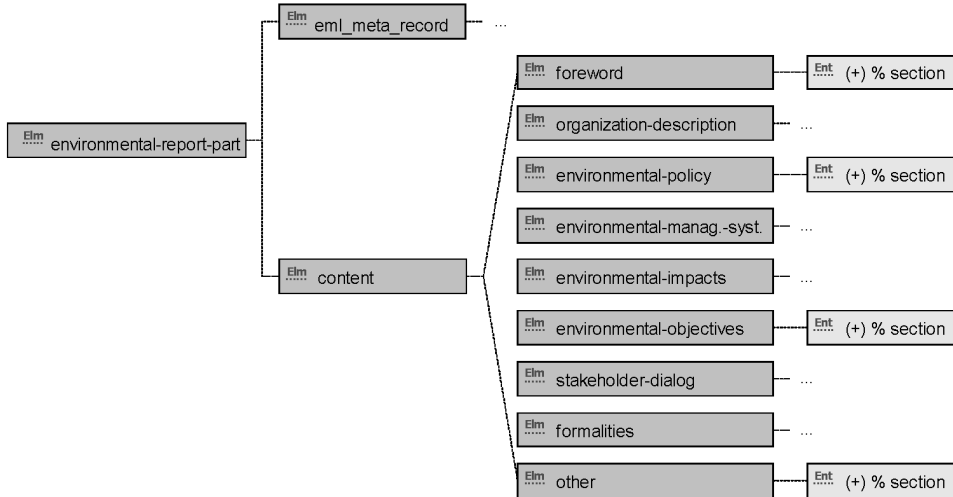 Elm eml_meta_record ...
Elm foreword Ent (+) % section
Elm organization-description ...
Elm environmental-report-part
Elm environmental-policy Ent (+) % section
Elm environmental-manag.-syst. ...
Elm content
Elm environmental-impacts ...
Elm environmental-objectives Ent (+) % section
Elm stakeholder-dialog ...
Elm formalities ...
Elm other Ent (+) % section